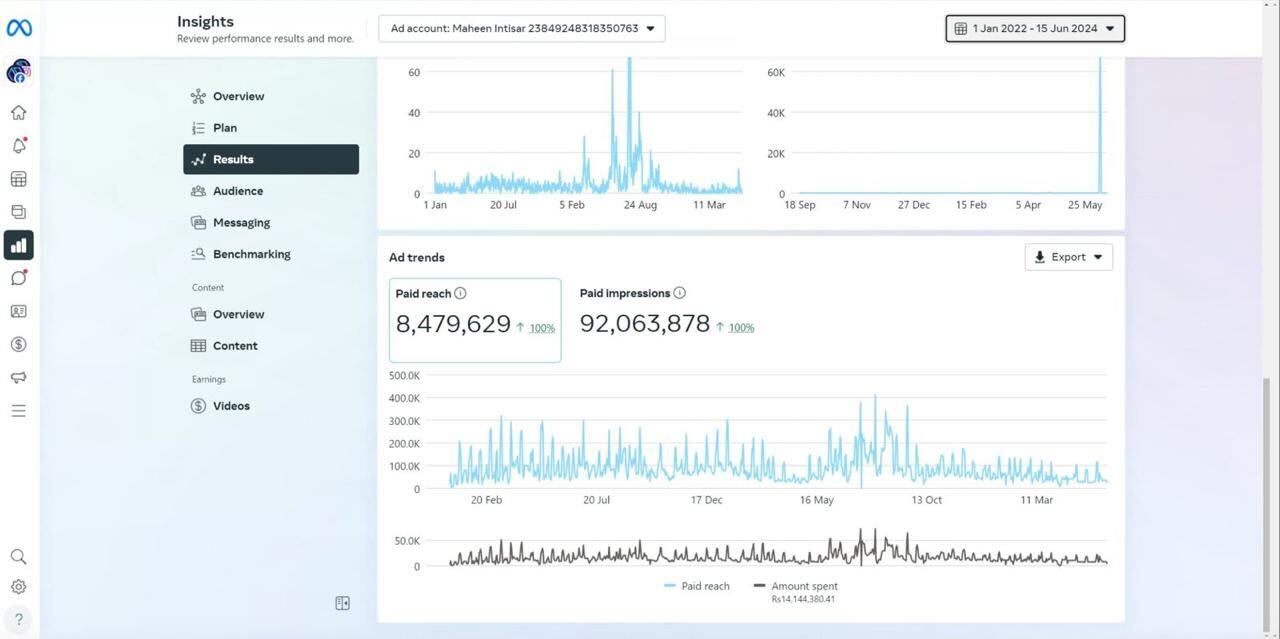 Insights
Review performance results and more.
Ad account: Maheen Intisar 23849248318350763
1 Jan 2022 - 15 Jun 2024
Overview
Plan
Results
Audience
Messaging
Benchmarking
Content
Overview
Content
Earnings
Videos
60
40
20
0
1 Jan 20 Jul 5 Feb 24 Aug 11 Mar
60K
40K
20K
0
18 Sep 7 Nov 27 Dec 15 Feb 5 Apr 25 May
Ad trends
Export
Paid reach
8,479,629 ↑ 100%
Paid impressions
92,063,878 ↑ 100%
500.0K
400.0K
300.0K
200.0K
100.0K
0
20 Feb 20 Jul 17 Dec 16 May 13 Oct 11 Mar
50.0K
0
Paid reach
Amount spent
Rs14,144,380.41
?